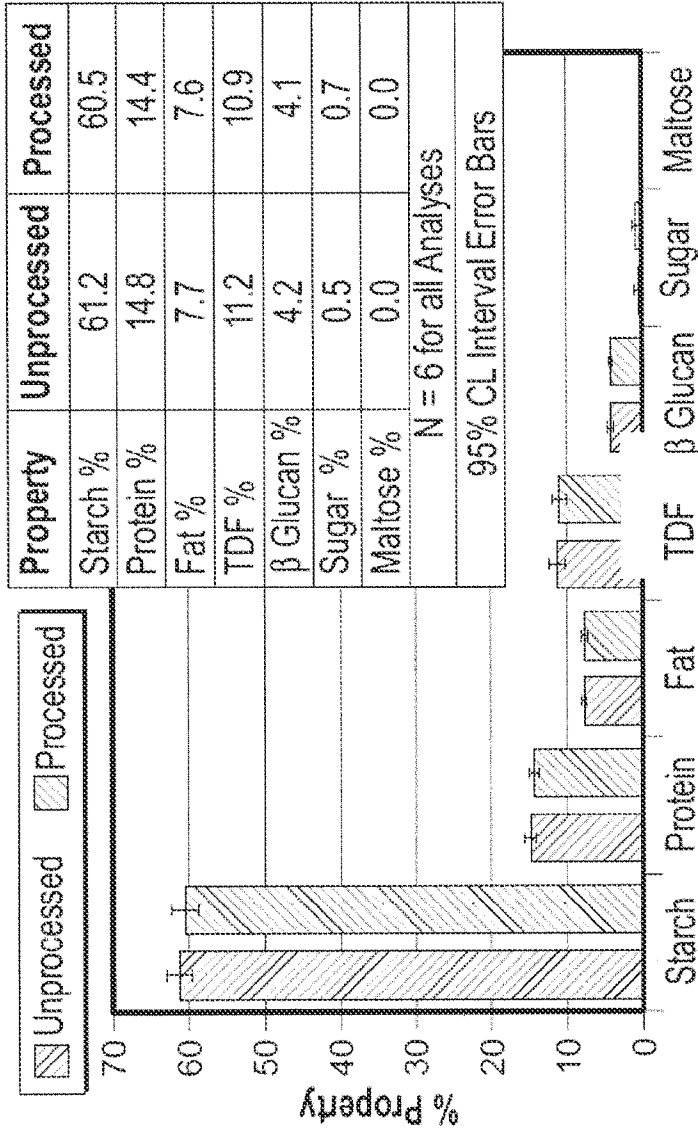 Unprocessed Processed
Property Unprocessed Processed
Starch % 61.2 60.5
Protein % 14.8 14.4
Fat % 7.7 7.6
TDF % 11.2 10.9
β Glucan % 4.2 4.1
Sugar % 0.5 0.7
Maltose % 0.0 0.0
N = 6 for all Analyses
95% CL Interval Error Bars
% Property
70
60
50
40
30
20
10
0
Starch Protein Fat TDF β Glucan Sugar Maltose